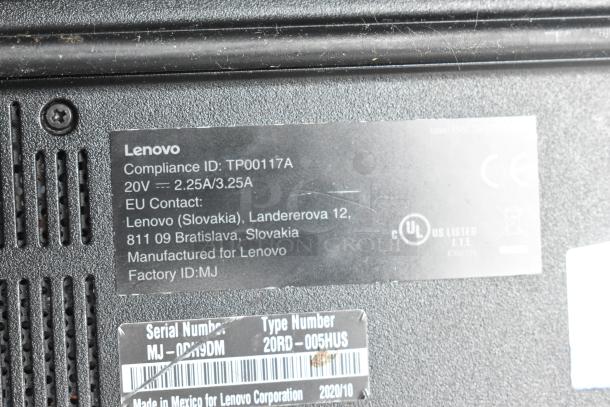 Lenovo
Compliance ID: TP00117A
20V ⎓ 2.25A/3.25A
EU Contact:
Lenovo (Slovakia), Landererova 12,
811 09 Bratislava, Slovakia
Manufactured for Lenovo
Factory ID:MJ
CE
C UL US LISTED
I.T.E.
Serial Number Type Number
20RD-005HUS
Made in Mexico for Lenovo Corporation 2020/10